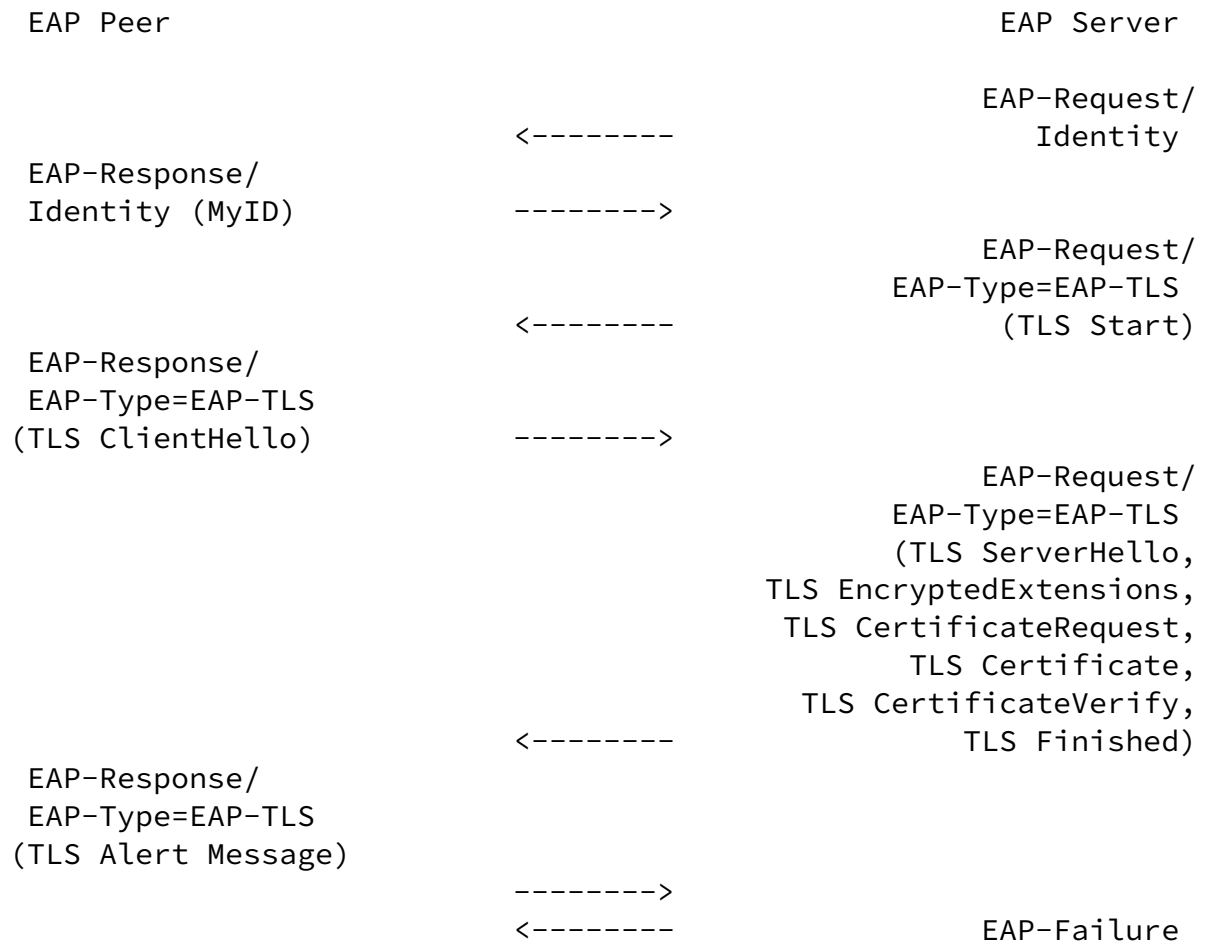 EAP Peer EAP Server
EAP-Request/
<-------- Identity
EAP-Response/
Identity (MyID) -------->
EAP-Request/
EAP-Type=EAP-TLS
<-------- (TLS Start)
EAP-Response/
EAP-Type=EAP-TLS
(TLS ClientHello) -------->
EAP-Request/
EAP-Type=EAP-TLS
(TLS ServerHello,
TLS EncryptedExtensions,
TLS CertificateRequest,
TLS Certificate,
TLS CertificateVerify,
<-------- TLS Finished)
EAP-Response/
EAP-Type=EAP-TLS
(TLS Alert Message)
-------->
<-------- EAP-Failure